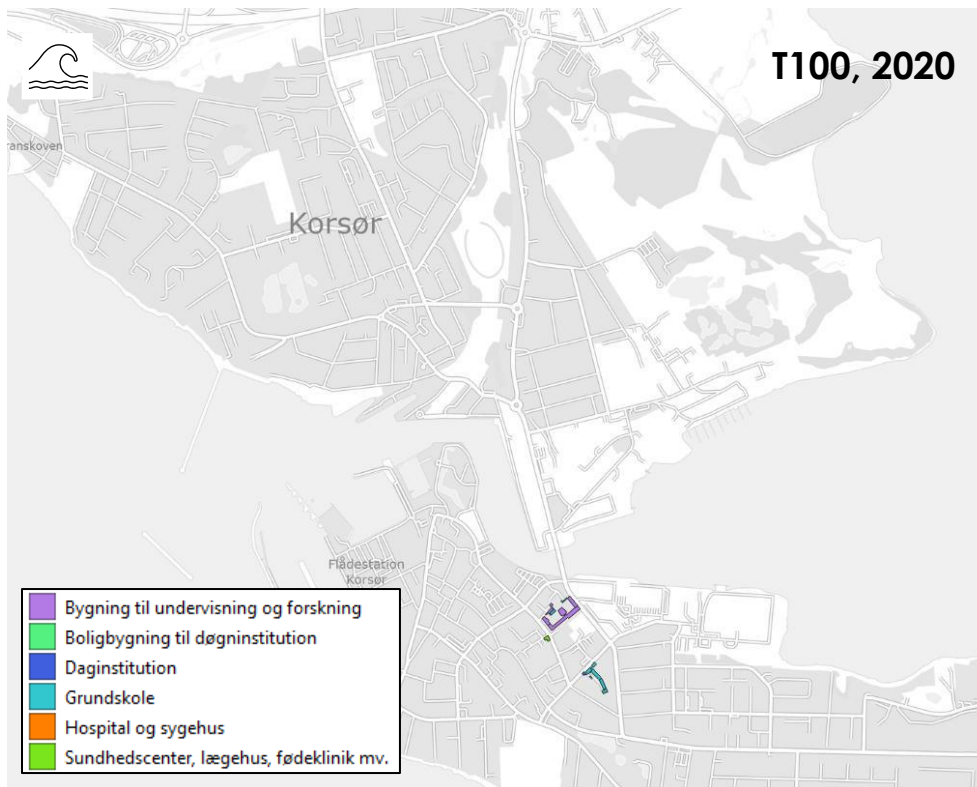 T100, 2020
ranskoven
Korsør
Flådestation
Korsør
Bygning til undervisning og forskning
Boligbygning til døgninstitution
Daginstitution
Grundskole
Hospital og sygehus
Sundhedscenter, lægehus, fødeklinik mv.